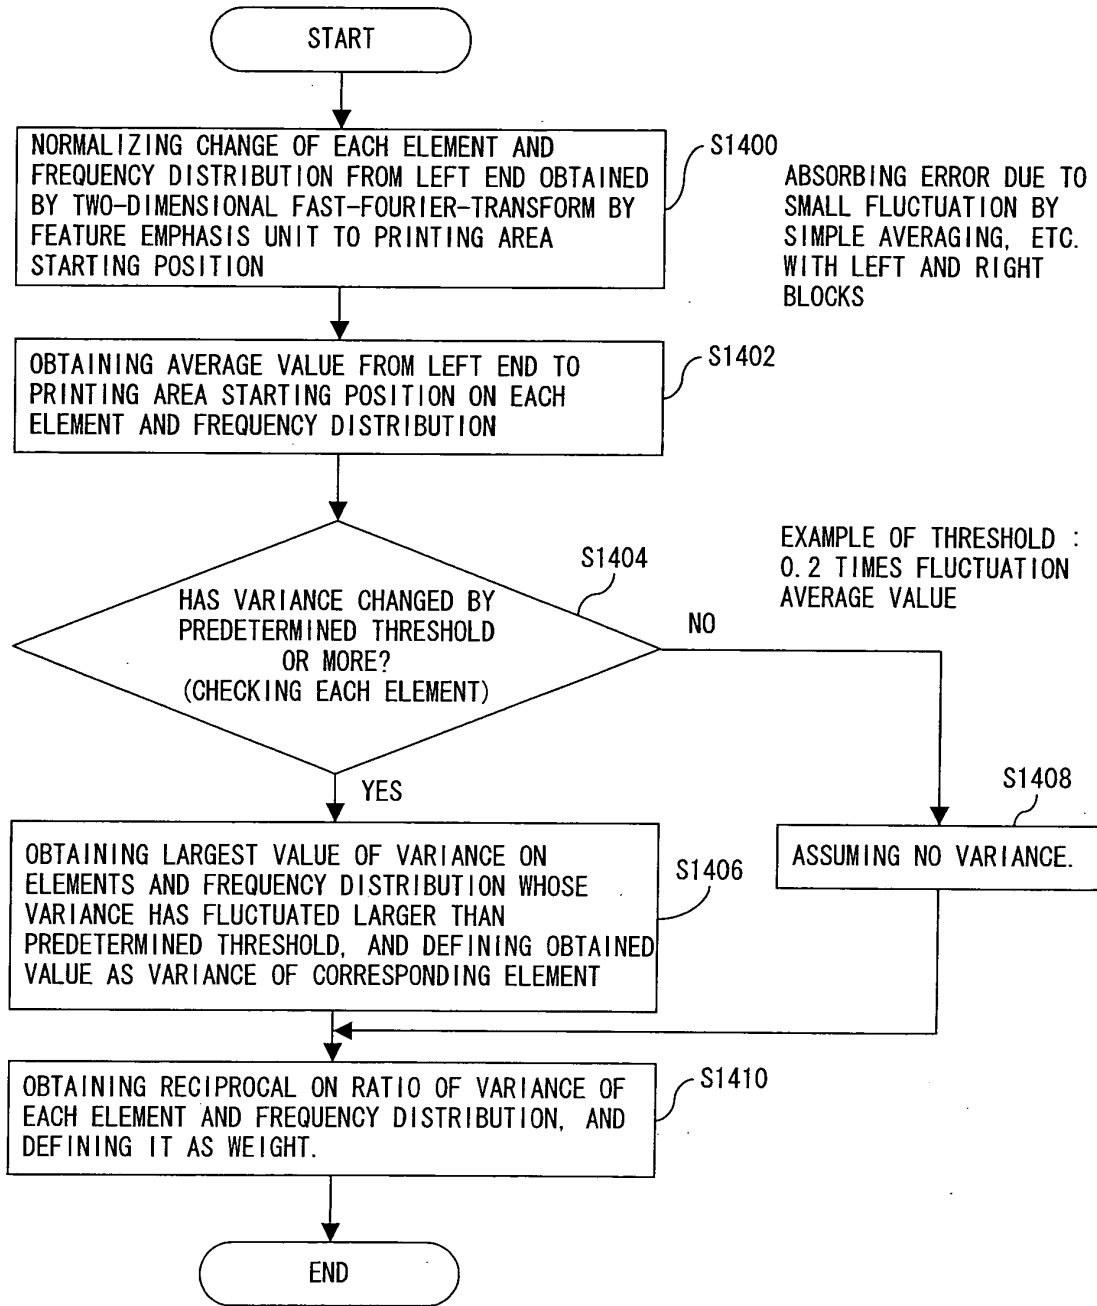 START
NORMALIZING CHANGE OF EACH ELEMENT AND
FREQUENCY DISTRIBUTION FROM LEFT END OBTAINED
BY TWO-DIMENSIONAL FAST-FOURIER-TRANSFORM BY
FEATURE EMPHASIS UNIT TO PRINTING AREA
STARTING POSITION
S1400
ABSORBING ERROR DUE TO
SMALL FLUCTUATION BY
SIMPLE AVERAGING, ETC.
WITH LEFT AND RIGHT
BLOCKS
OBTAINING AVERAGE VALUE FROM LEFT END TO
PRINTING AREA STARTING POSITION ON EACH
ELEMENT AND FREQUENCY DISTRIBUTION
S1402
HAS VARIANCE CHANGED BY
PREDETERMINED THRESHOLD
OR MORE?
(CHECKING EACH ELEMENT)
S1404
EXAMPLE OF THRESHOLD :
0.2 TIMES FLUCTUATION
AVERAGE VALUE
NO
YES
OBTAINING LARGEST VALUE OF VARIANCE ON
ELEMENTS AND FREQUENCY DISTRIBUTION WHOSE
VARIANCE HAS FLUCTUATED LARGER THAN
PREDETERMINED THRESHOLD, AND DEFINING OBTAINED
VALUE AS VARIANCE OF CORRESPONDING ELEMENT
S1406
S1408
ASSUMING NO VARIANCE.
OBTAINING RECIPROCAL ON RATIO OF VARIANCE OF
EACH ELEMENT AND FREQUENCY DISTRIBUTION, AND
DEFINING IT AS WEIGHT.
S1410
END